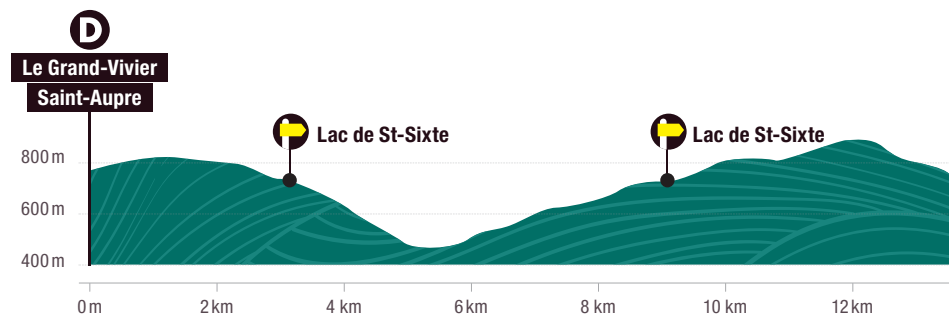 D
Le Grand-Vivier
Saint-Aupre
Lac de St-Sixte
Lac de St-Sixte
800 m
600 m
400 m
0 m
2 km
4 km
6 km
8 km
10 km
12 km